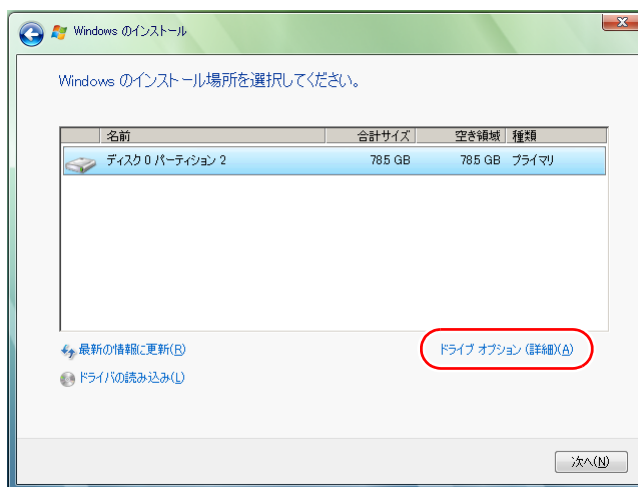 Windows のインストール
Windows のインストール場所を選択してください。
名前 合計サイズ 空き領域 種類
ディスク 0 パーティション 2 78.5 GB 78.5 GB プライマリ
最新の情報に更新(R) ドライブ オプション (詳細)(A)
ドライバの読み込み(L)
次へ(N)